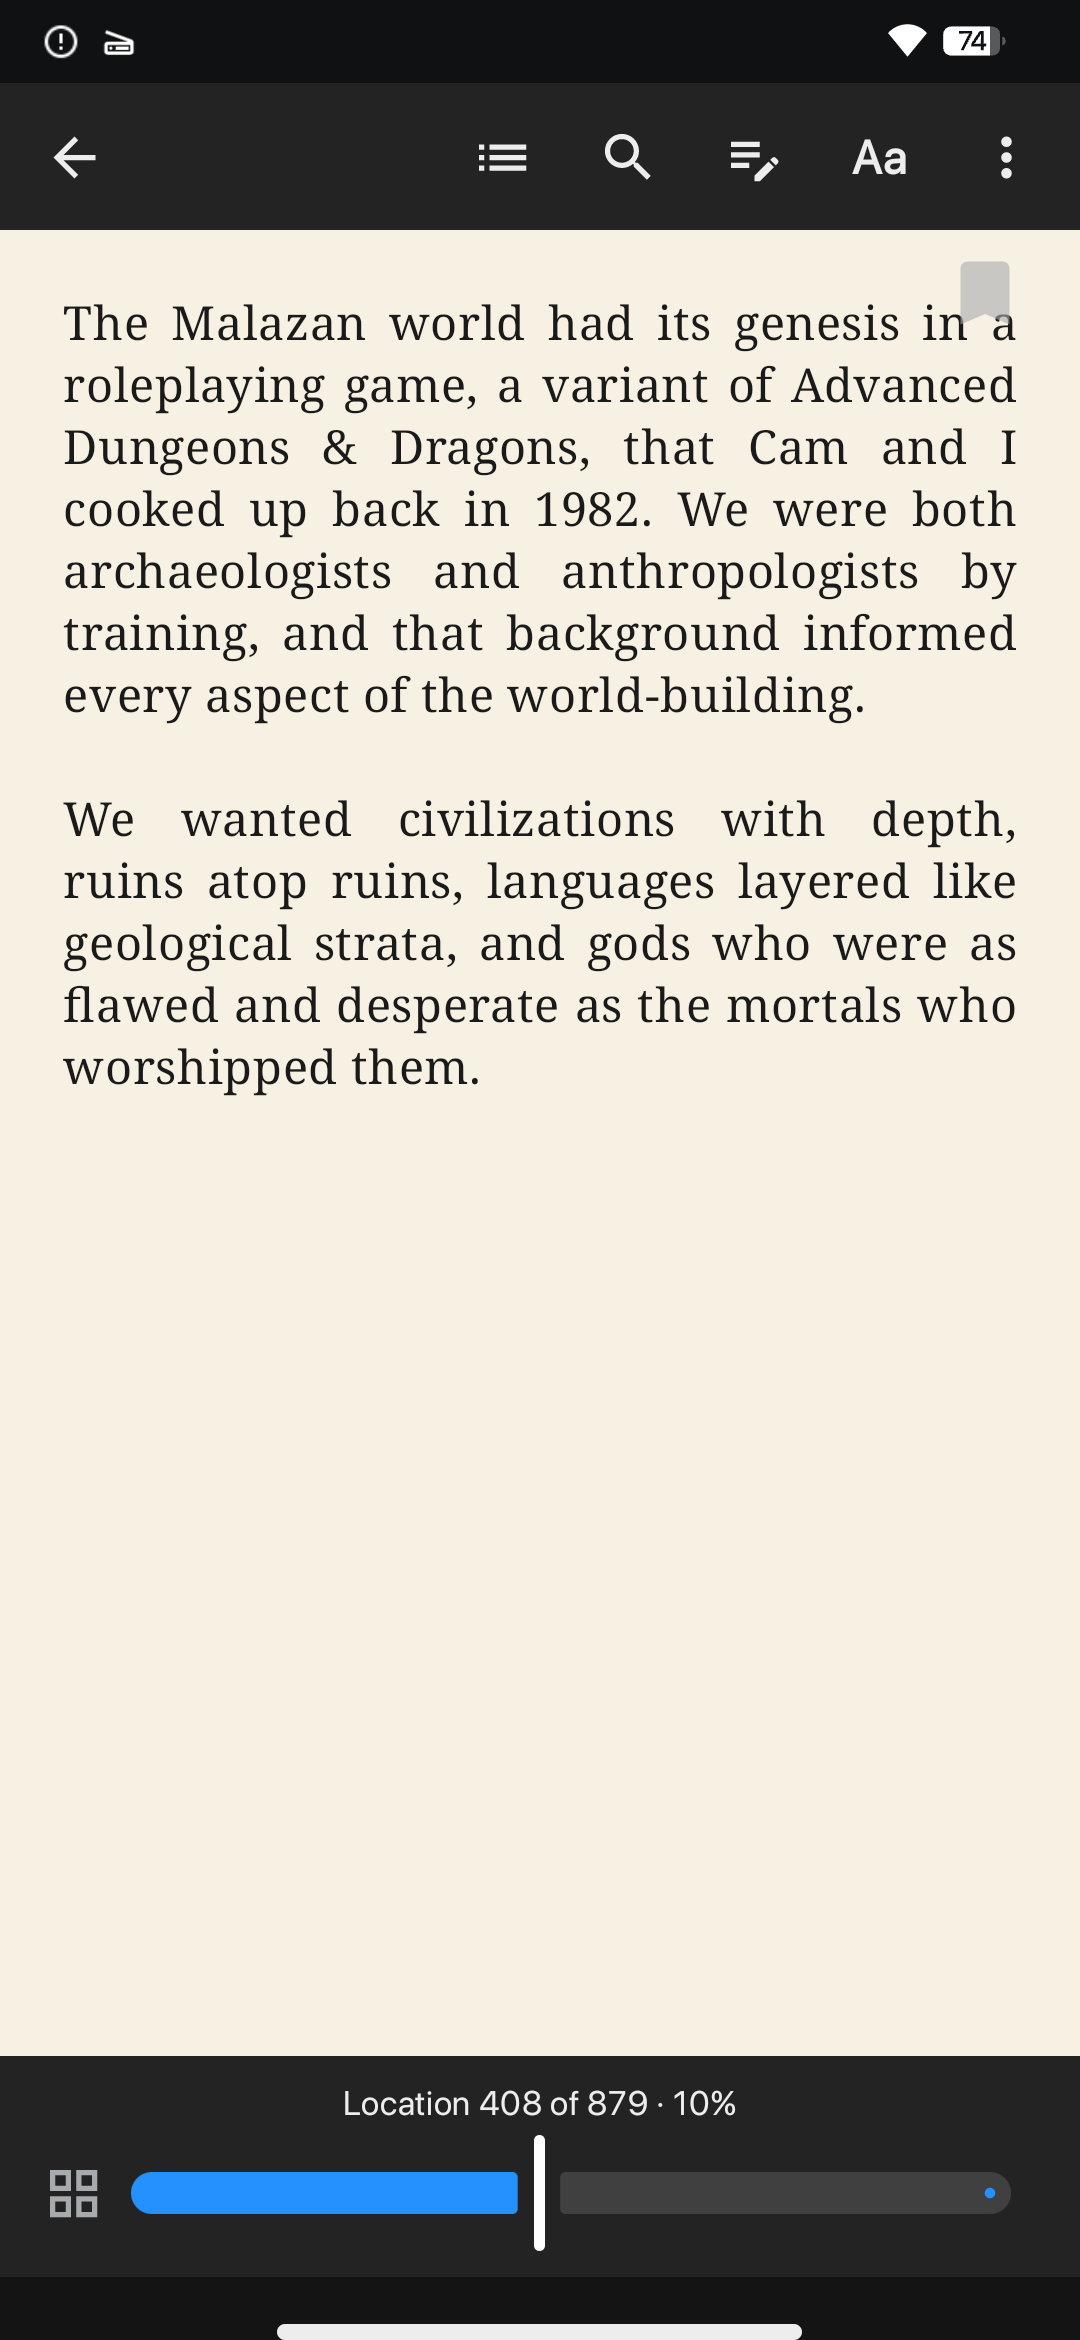 74
Aa
The Malazan world had its genesis in a
roleplaying game, a variant of Advanced
Dungeons & Dragons, that Cam and I
cooked up back in 1982. We were both
archaeologists and anthropologists by
training, and that background informed
every aspect of the world-building.
We wanted civilizations with depth,
ruins atop ruins, languages layered like
geological strata, and gods who were as
flawed and desperate as the mortals who
worshipped them.
Location 408 of 879 · 10%